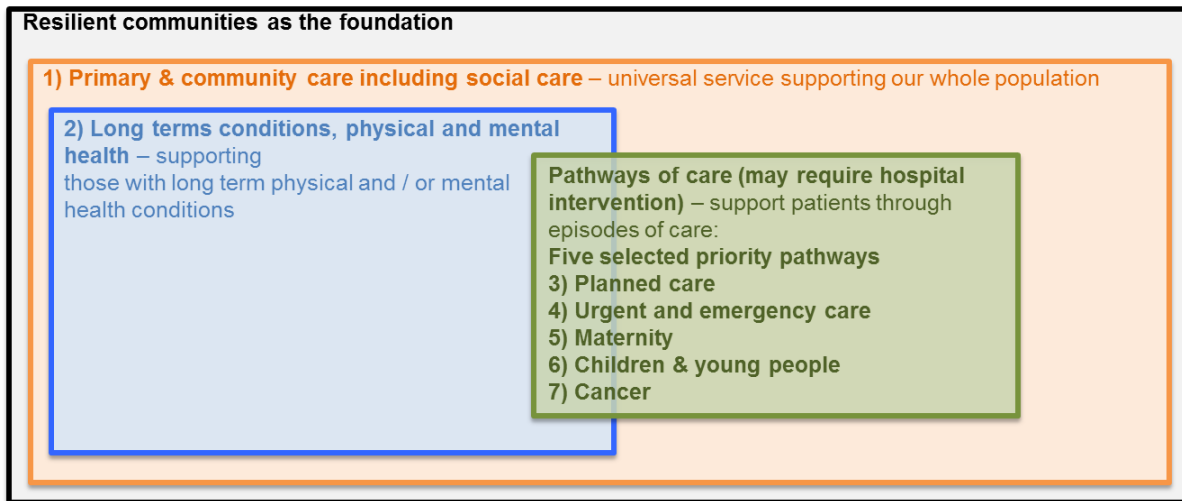 Resilient communities as the foundation
1) Primary & community care including social care – universal service supporting our whole population
2) Long terms conditions, physical and mental
health – supporting
those with long term physical and / or mental
health conditions
Pathways of care (may require hospital
intervention) – support patients through
episodes of care:
Five selected priority pathways
3) Planned care
4) Urgent and emergency care
5) Maternity
6) Children & young people
7) Cancer